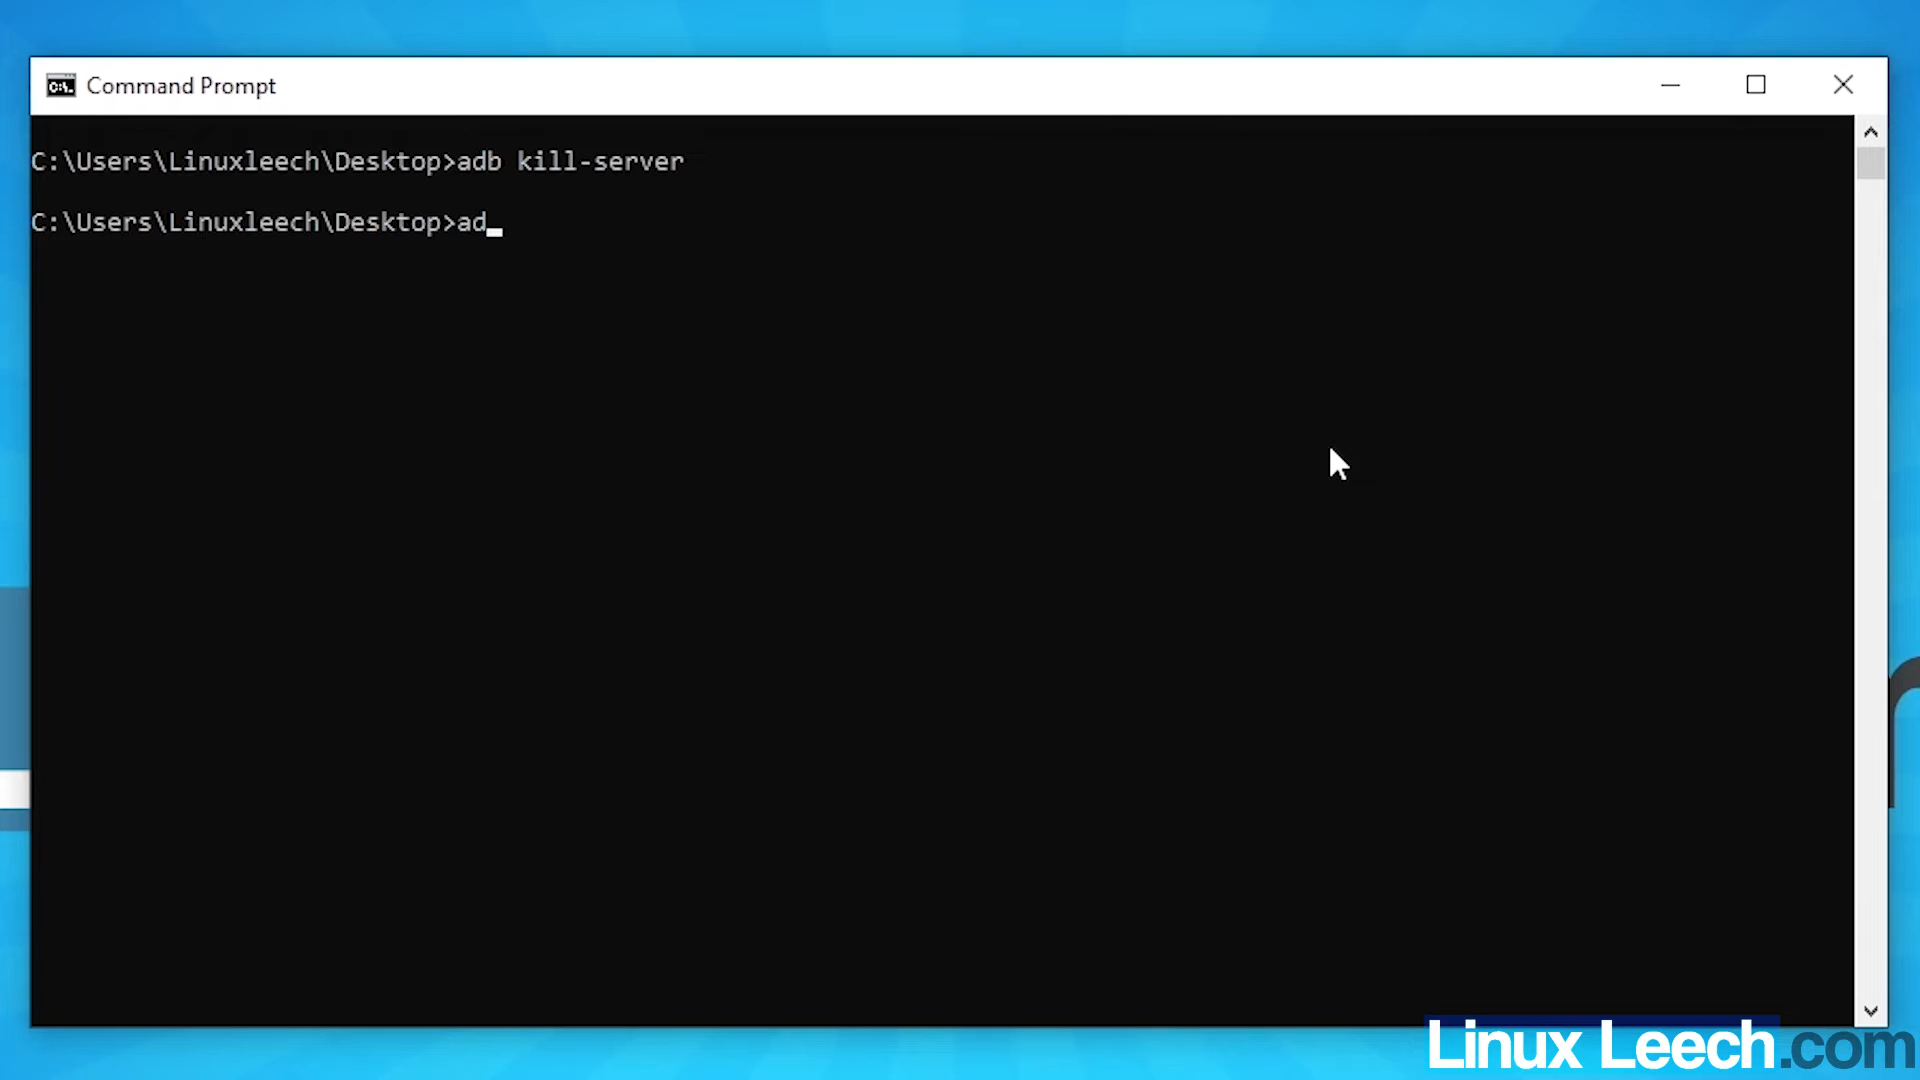 Command Prompt
C:\Users\Linuxleech\Desktop>adb kill-server
C:\Users\Linuxleech\Desktop>ad
Linux Leech.com